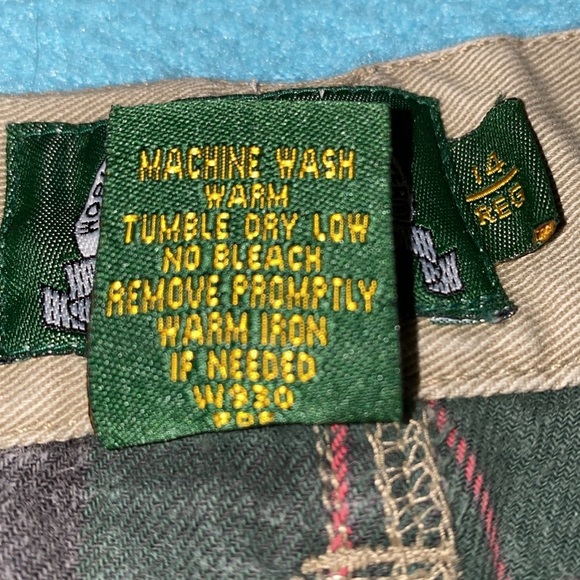 MACHINE WASH
WARM
TUMBLE DRY LOW
NO BLEACH
REMOVE PROMPTLY
WARM IRON
IF NEEDED
W930
14
REG